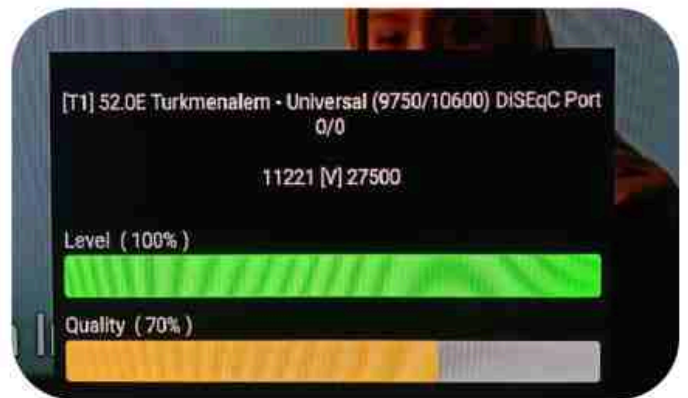 [T1] 52.0E Turkmenalem - Universal (9750/10600) DiSEqC Port
0/0
11221 [V] 27500
Level ( 100% )
Quality ( 70% )